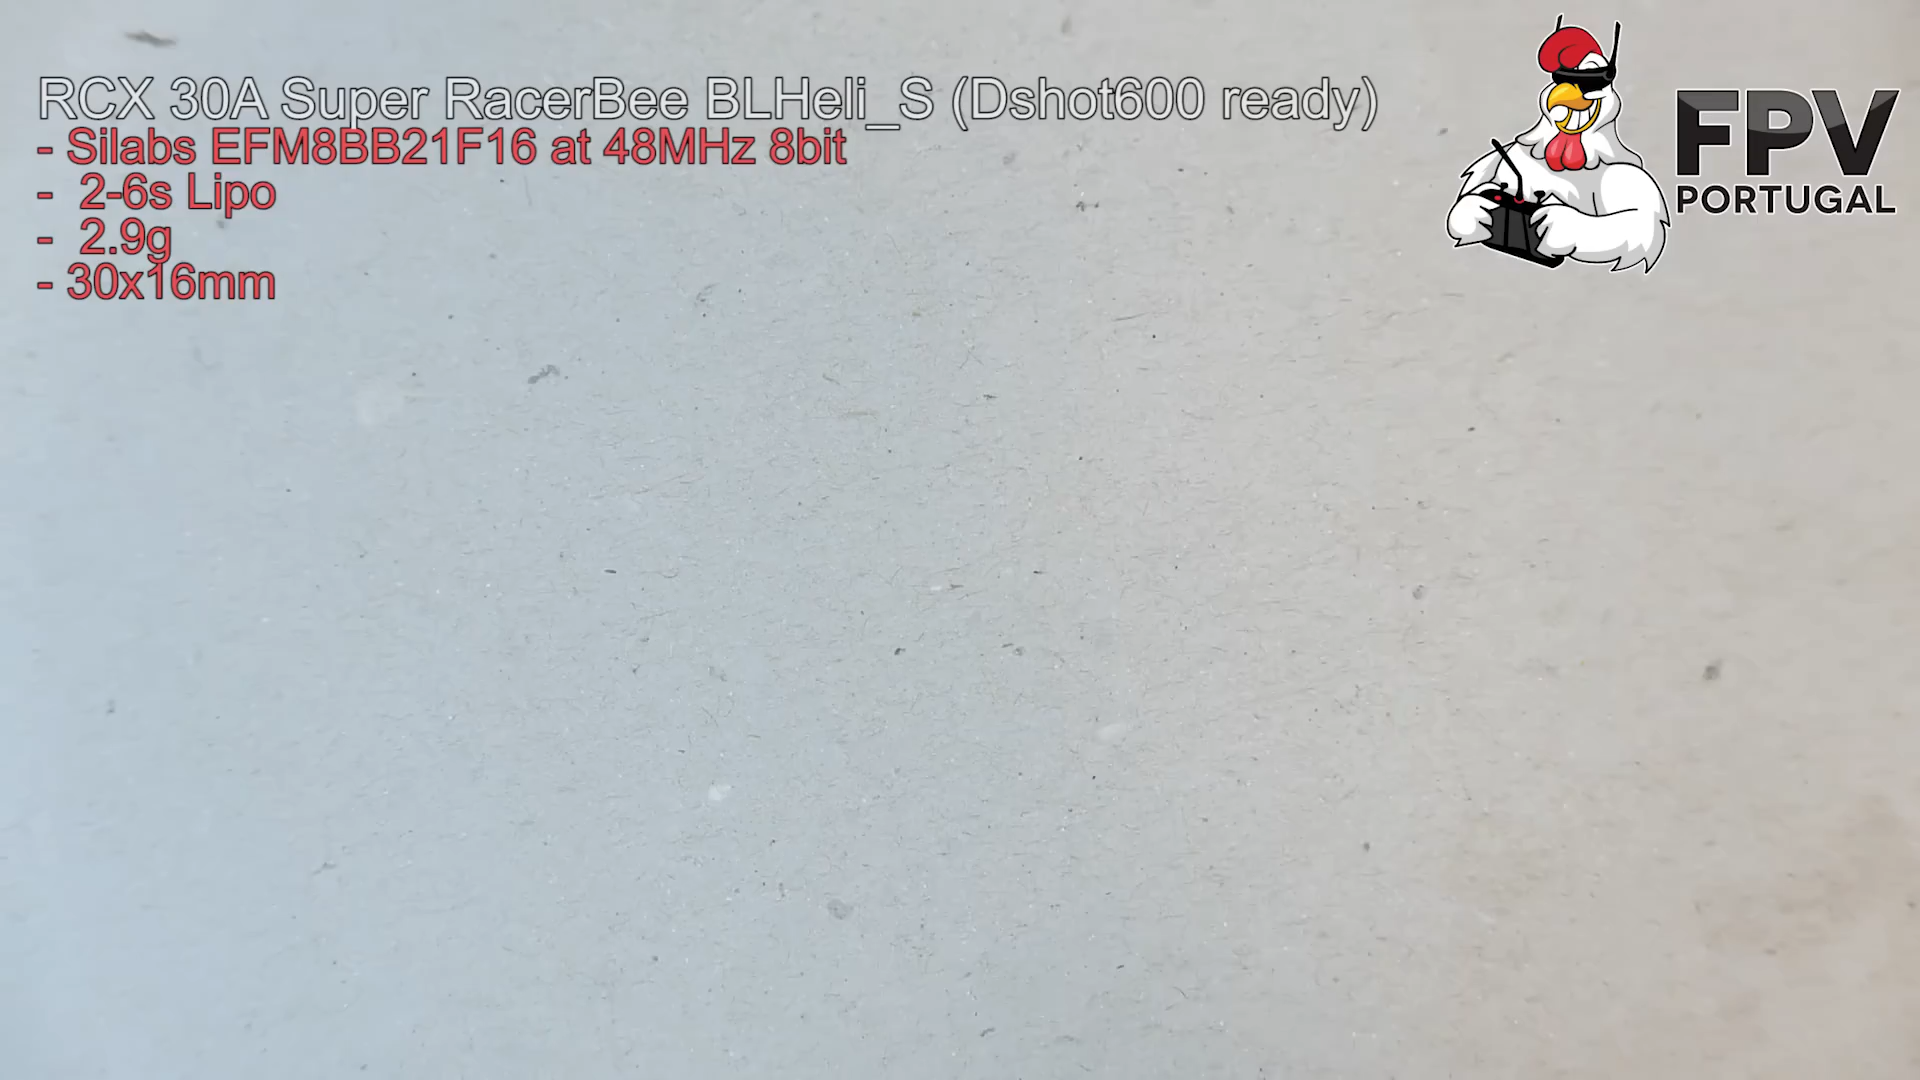 RCX 30A Super RacerBee BLHeli_S (Dshot600 ready)
- Silabs EFM8BB21F16 at 48MHz 8bit
- 2-6s Lipo
- 2.9g
- 30x16mm
FPV
PORTUGAL